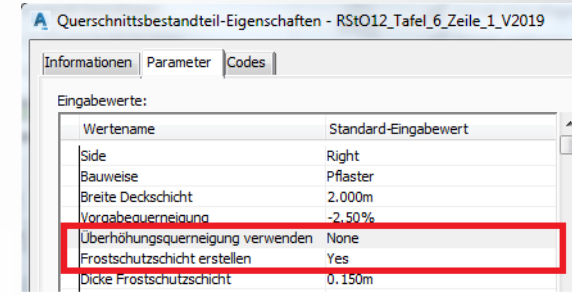 Querschnittsbestandteil-Eigenschaften - RStO12_Tafel_6_Zeile_1_V2019
Informationen Parameter Codes
Eingabewerte:
Wertename Standard-Eingabewert
Side Right
Bauweise Pflaster
Breite Deckschicht 2.000m
Vorgabequerneigung -2.50%
Überhöhungsquerneigung verwenden None
Frostschutzschicht erstellen Yes
Dicke Frostschutzschicht 0.150m